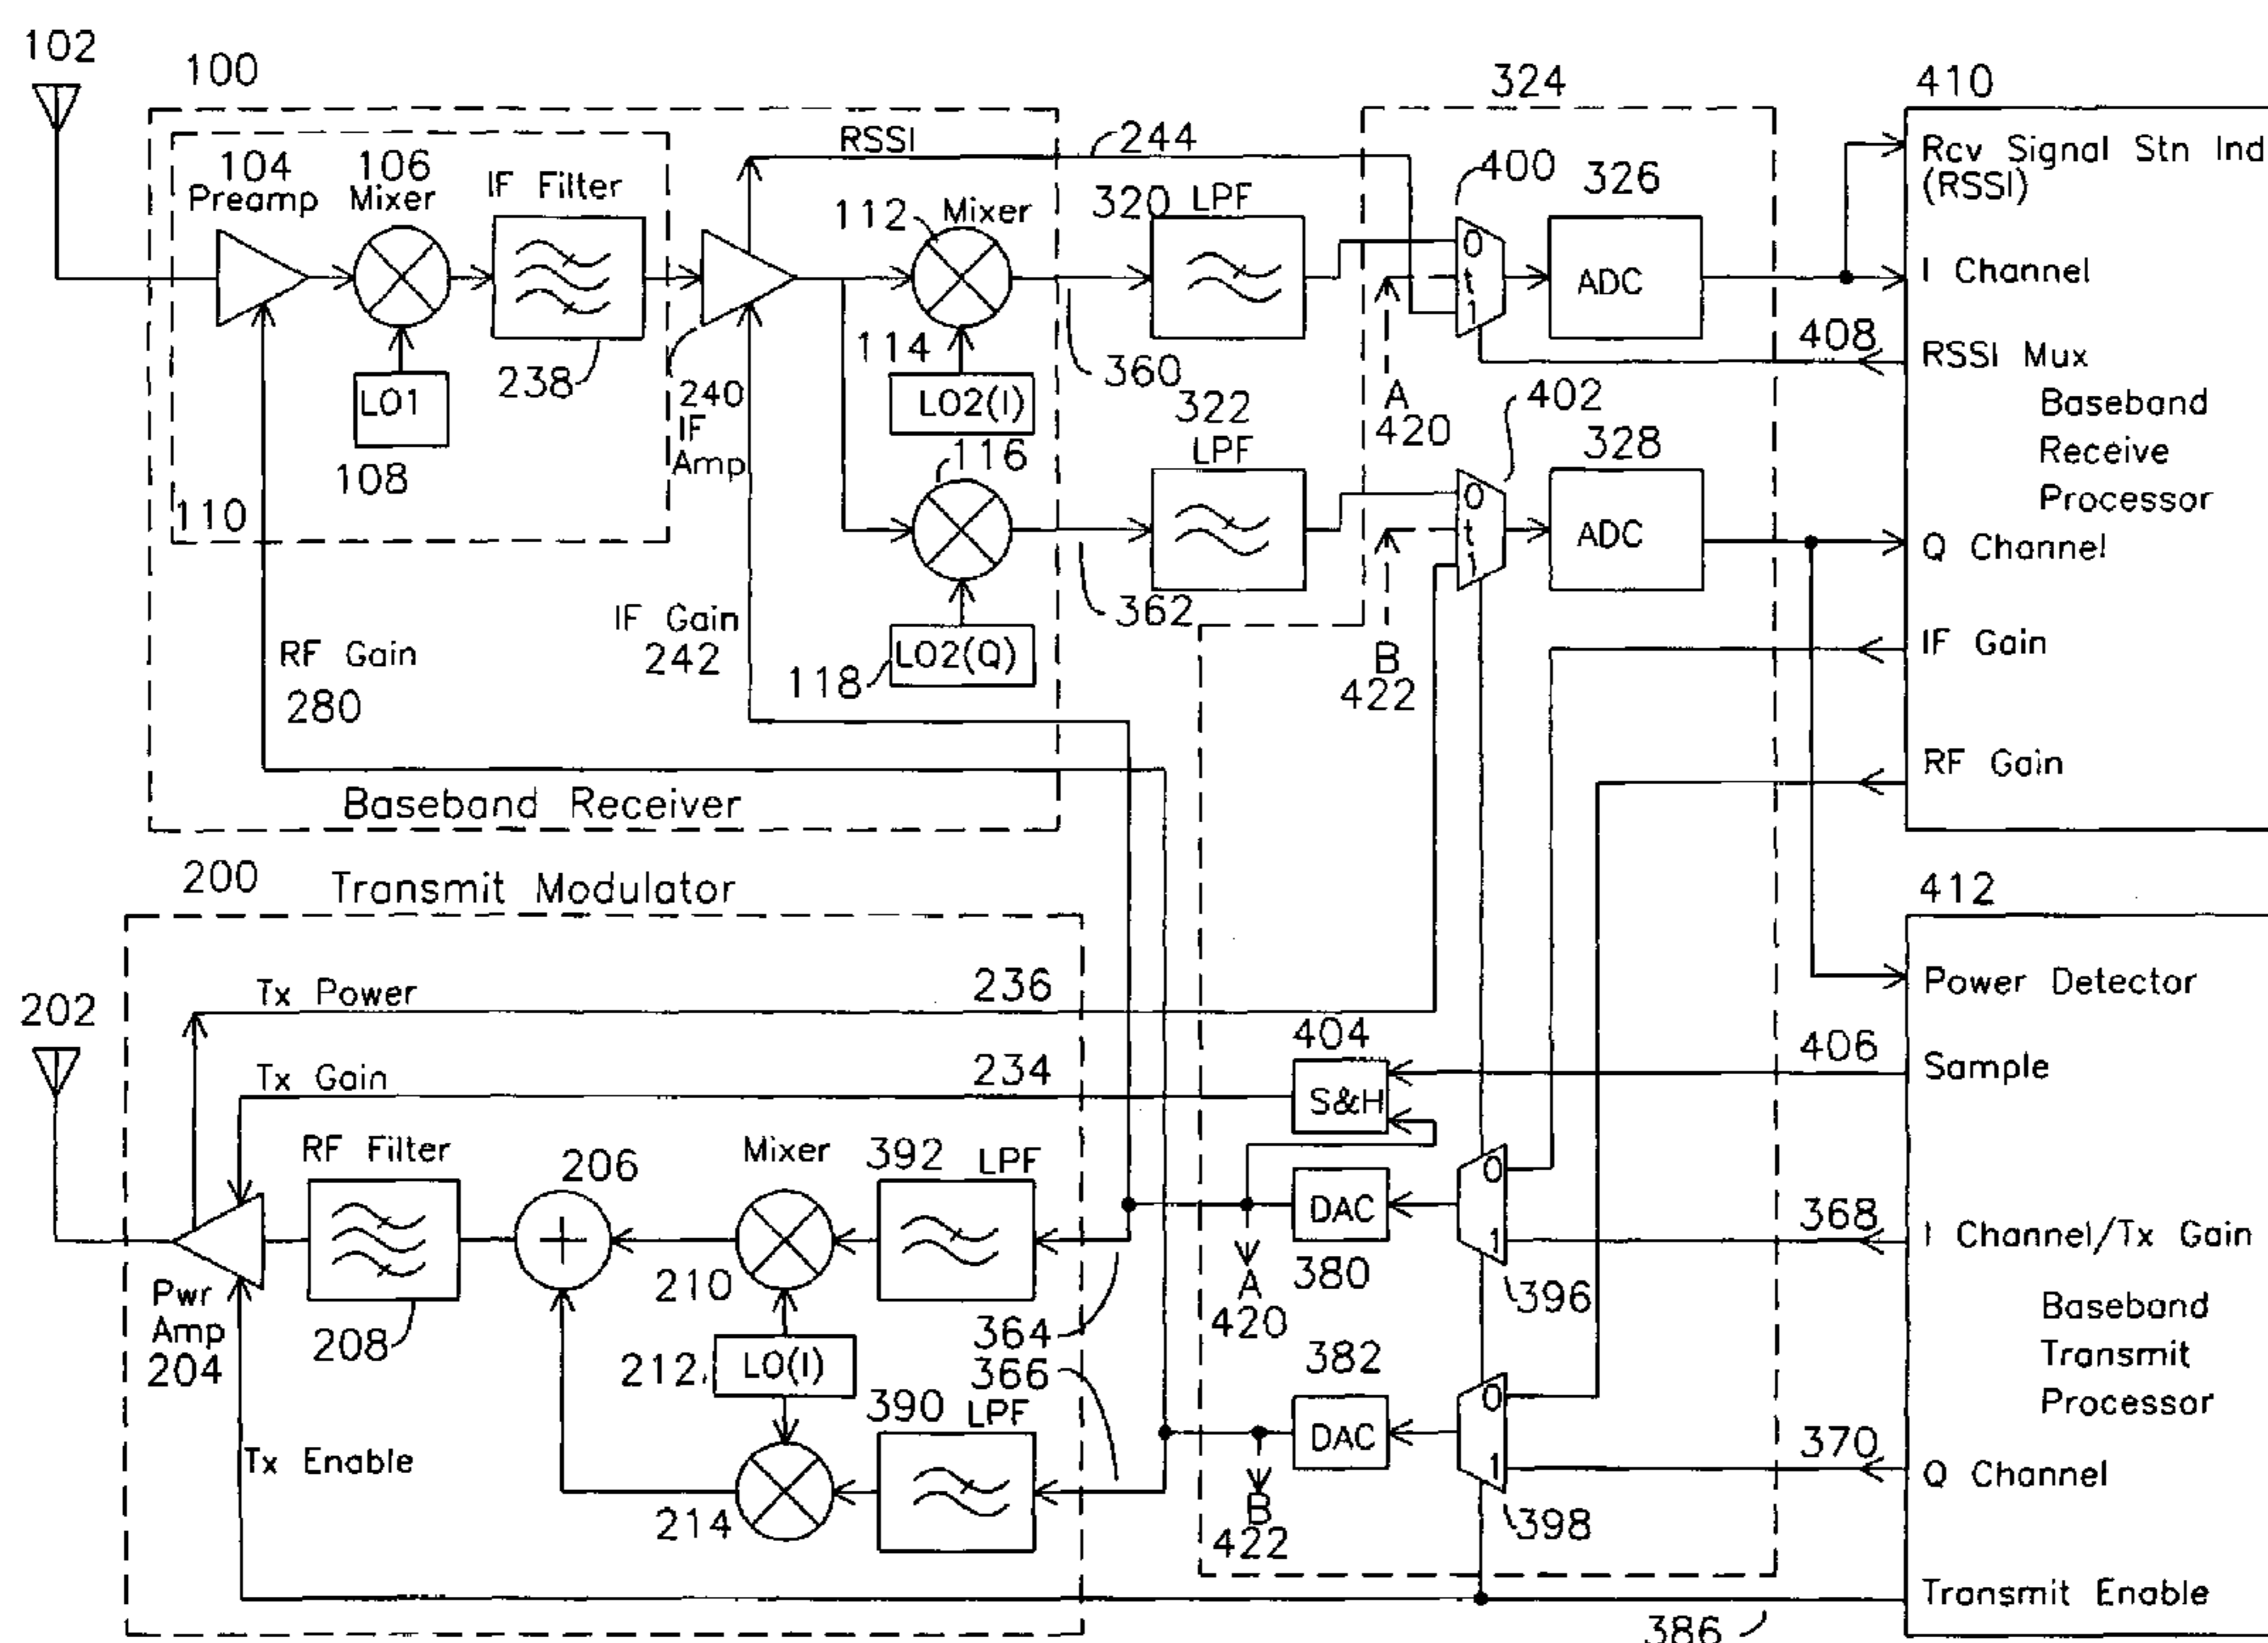 102
100
324
410
RSSI
244
Rcv Signal Stn Ind
(RSSI)
104
Preamp
106
Mixer
IF Filter
112
Mixer
320
LPF
400
326
0
t
1
ADC
I Channel
114
LO1
238
240
IF
Amp
LO2(I)
360
A
420
408
RSSI Mux
Baseband
Receive
Processor
108
110
116
322
LPF
402
328
0
t
1
ADC
Q Channel
362
IF Gain
242
RF Gain
280
118
LO2(Q)
B
422
IF Gain
RF Gain
Baseband Receiver
200
Transmit Modulator
412
Tx Power
236
Power Detector
202
404
406
Sample
Tx Gain
234
S&H
RF Filter
206
Mixer
392
LPF
0
1
DAC
368
I Channel/Tx Gain
Pwr
Amp
204
208
210
364
A
420
380
396
Baseband
Transmit
Processor
212
LO(I)
366
382
390
LPF
0
1
DAC
370
Q Channel
Tx Enable
214
B
422
398
Transmit Enable
386